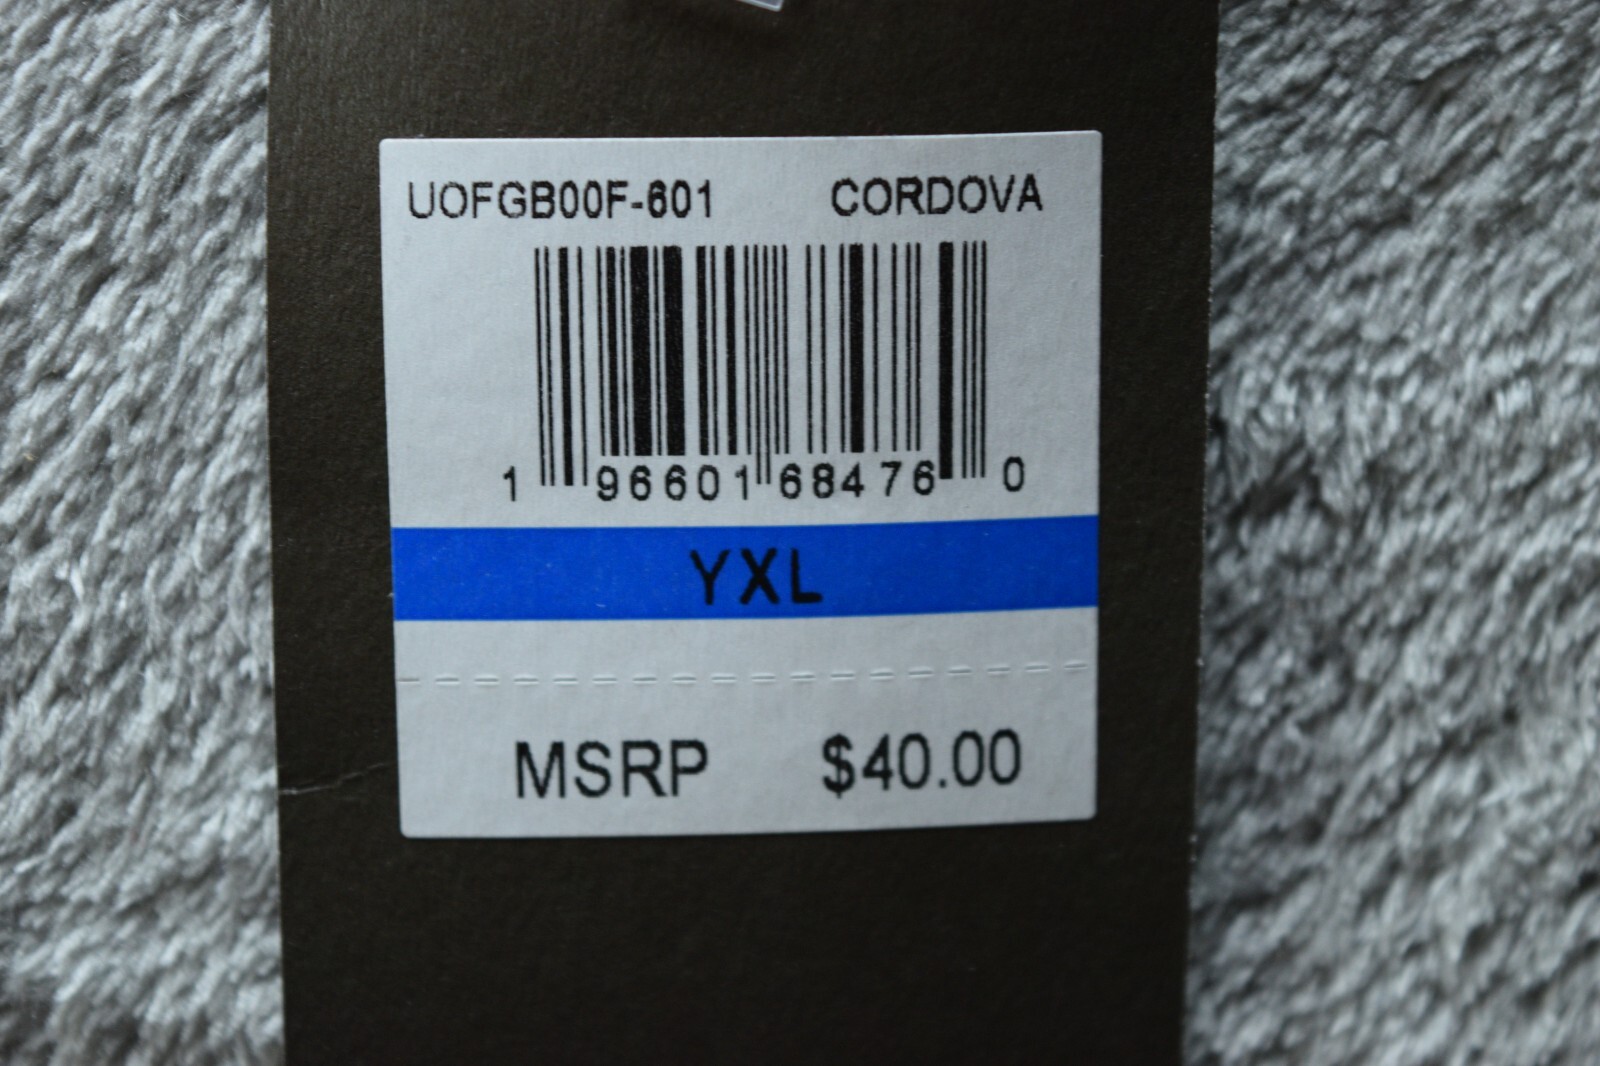 UOFGB00F-601 CORDOVA
1 96601 68476 0
YXL
MSRP $40.00